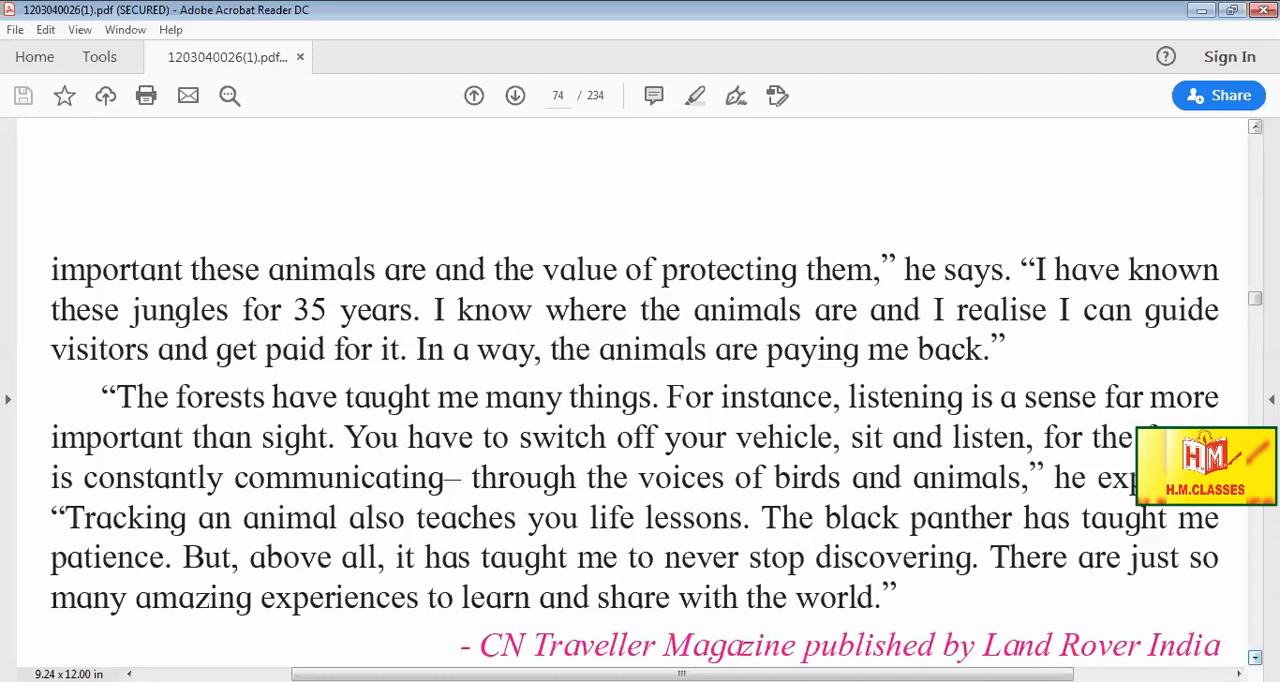 1203040026(1).pdf (SECURED) - Adobe Acrobat Reader DC
File Edit View Window Help
Home Tools 1203040026(1).pdf... ×
? Sign In
74 / 234
Share
important these animals are and the value of protecting them,” he says. “I have known
these jungles for 35 years. I know where the animals are and I realise I can guide
visitors and get paid for it. In a way, the animals are paying me back.”
“The forests have taught me many things. For instance, listening is a sense far more
important than sight. You have to switch off your vehicle, sit and listen, for the
is constantly communicating– through the voices of birds and animals,” he
“Tracking an animal also teaches you life lessons. The black panther has taught me
patience. But, above all, it has taught me to never stop discovering. There are just so
many amazing experiences to learn and share with the world.”
- CN Traveller Magazine published by Land Rover India
H.M.
H.M.CLASSES
9.24 x 12.00 in